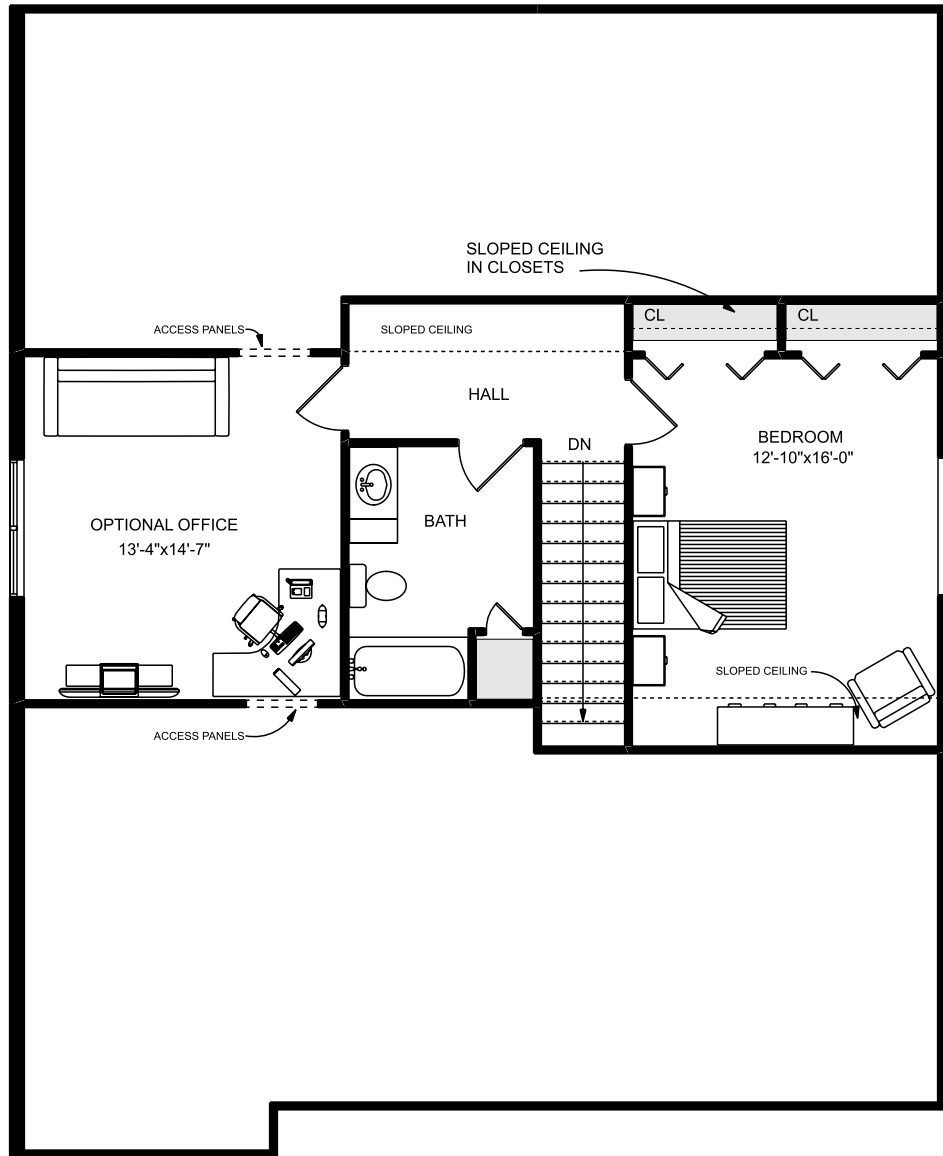 SLOPED CEILING
IN CLOSETS
CL
CL
ACCESS PANELS
SLOPED CEILING
HALL
DN
BEDROOM
12'-10"x16'-0"
OPTIONAL OFFICE
13'-4"x14'-7"
BATH
SLOPED CEILING
ACCESS PANELS